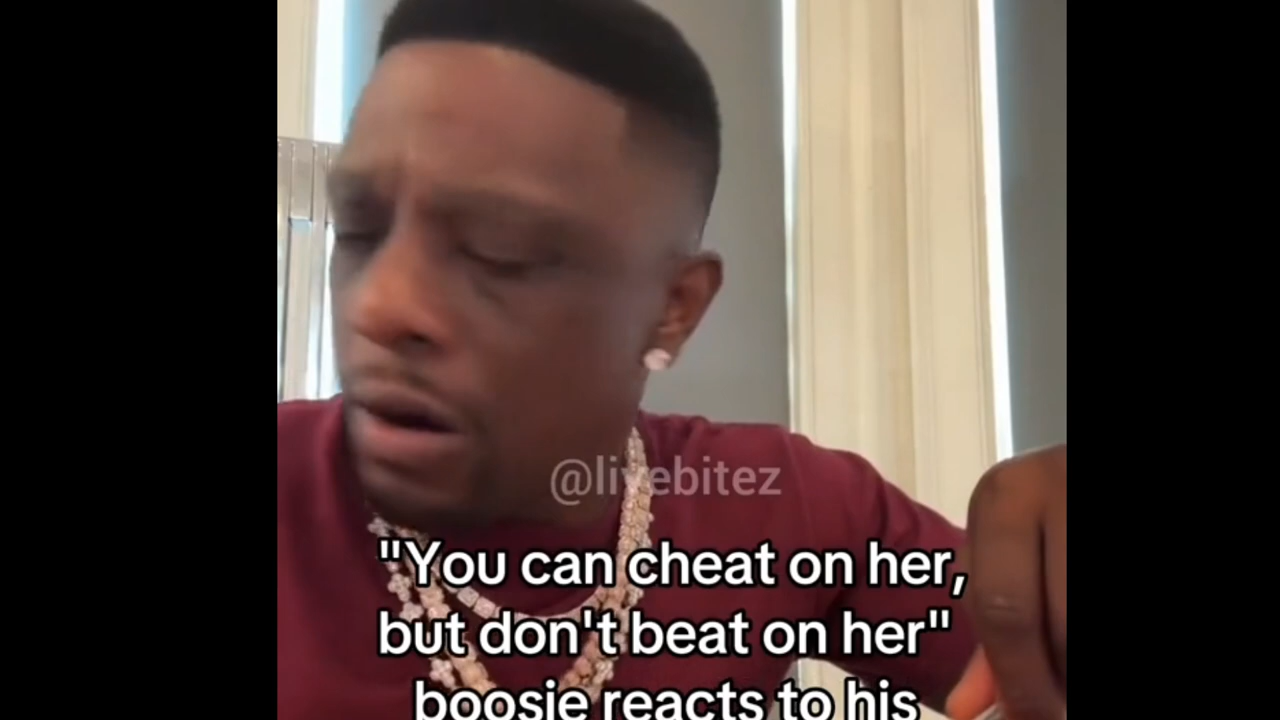 @livebitez
"You can cheat on her,
but don't beat on her"
boosie reacts to his